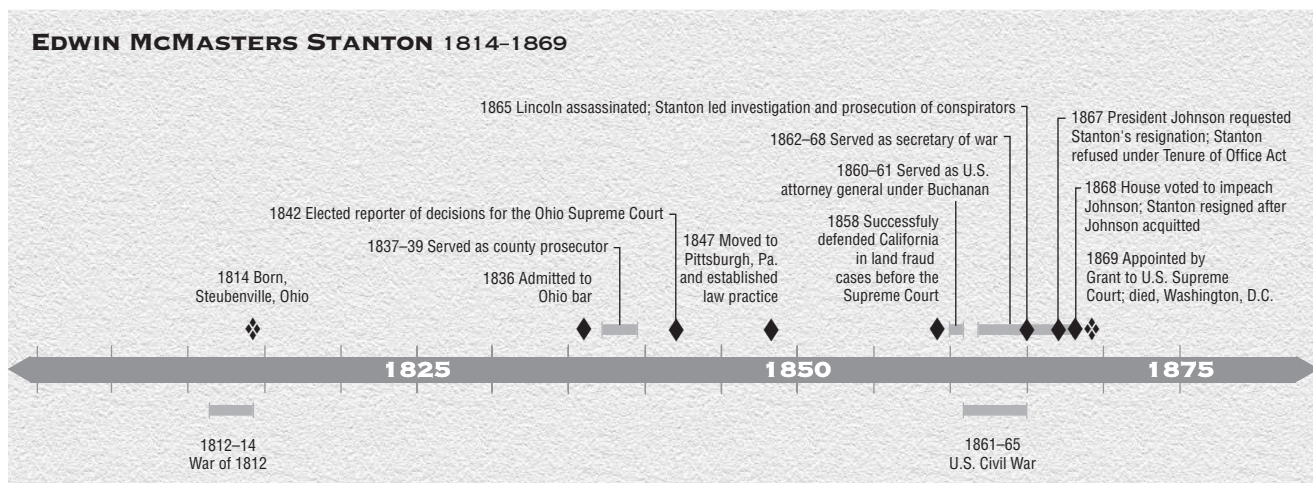 EDWIN MCMASTERS STANTON 1814–1869
1865 Lincoln assassinated; Stanton led investigation and prosecution of conspirators
1862–68 Served as secretary of war
1860–61 Served as U.S.
attorney general under Buchanan
1867 President Johnson requested
Stanton's resignation; Stanton
refused under Tenure of Office Act
1868 House voted to impeach
Johnson; Stanton resigned after
Johnson acquitted
1869 Appointed by
Grant to U.S. Supreme
Court; died, Washington, D.C.
1842 Elected reporter of decisions for the Ohio Supreme Court
1837–39 Served as county prosecutor
1836 Admitted to
Ohio bar
1814 Born,
Steubenville, Ohio
1847 Moved to
Pittsburgh, Pa.
and established
law practice
1858 Successfuly
defended California
in land fraud
cases before the
Supreme Court
1825
1850
1875
1812–14
War of 1812
1861–65
U.S. Civil War